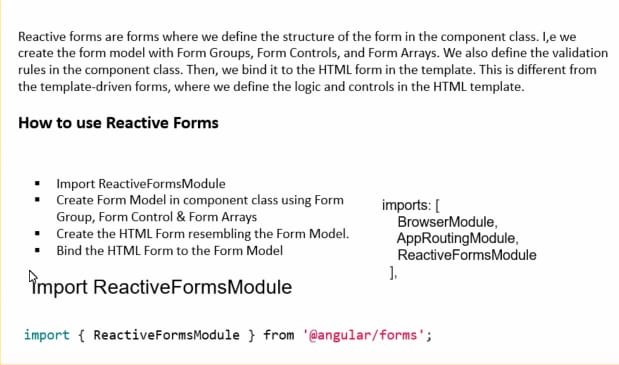 Reactive forms are forms where we define the structure of the form in the component class. I,e we
create the form model with Form Groups, Form Controls, and Form Arrays. We also define the validation
rules in the component class. Then, we bind it to the HTML form in the template. This is different from
the template-driven forms, where we define the logic and controls in the HTML template.
How to use Reactive Forms
▪ Import ReactiveFormsModule
▪ Create Form Model in component class using Form
Group, Form Control & Form Arrays
▪ Create the HTML Form resembling the Form Model.
▪ Bind the HTML Form to the Form Model
imports: [
BrowserModule,
AppRoutingModule,
ReactiveFormsModule
],
Import ReactiveFormsModule
import { ReactiveFormsModule } from '@angular/forms';